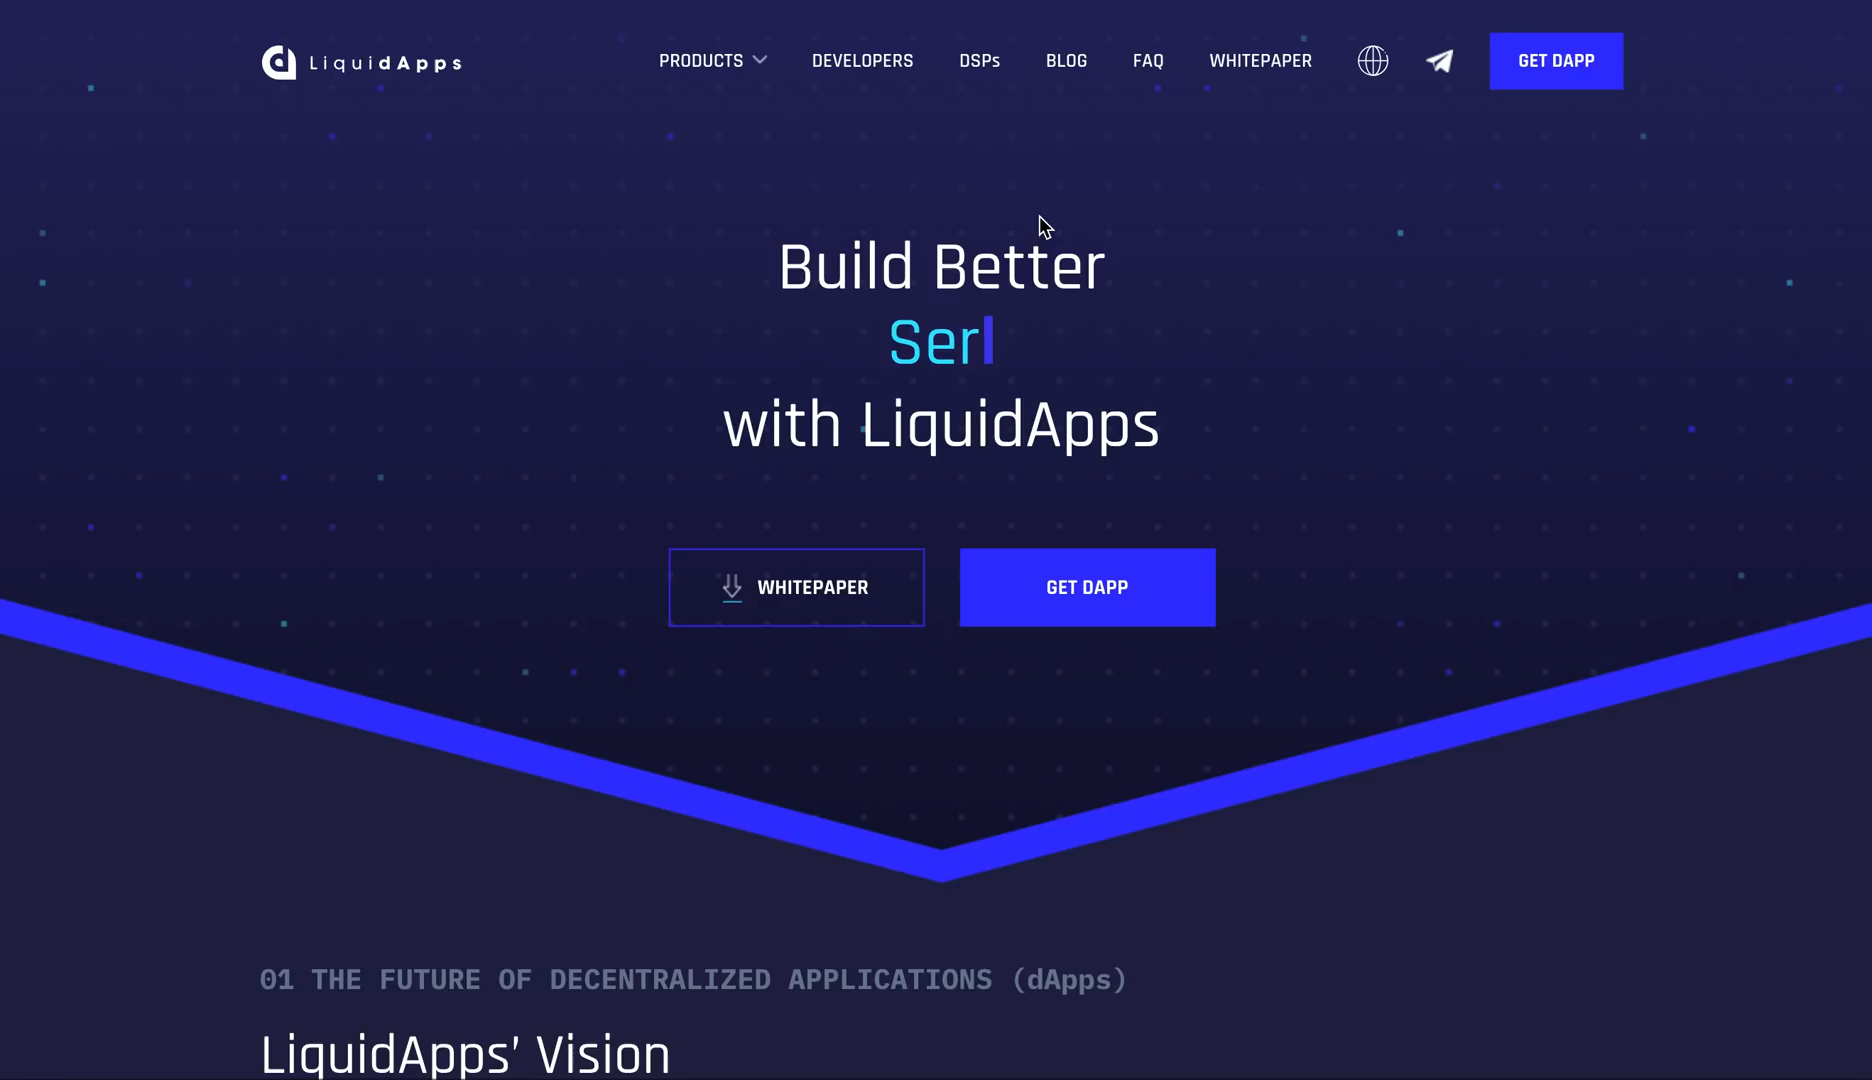 LiquidApps
PRODUCTS
DEVELOPERS
DSPs
BLOG
FAQ
WHITEPAPER
GET DAPP
Build Better
Ser
with LiquidApps
WHITEPAPER
GET DAPP
01 THE FUTURE OF DECENTRALIZED APPLICATIONS (dApps)
LiquidApps’ Vision